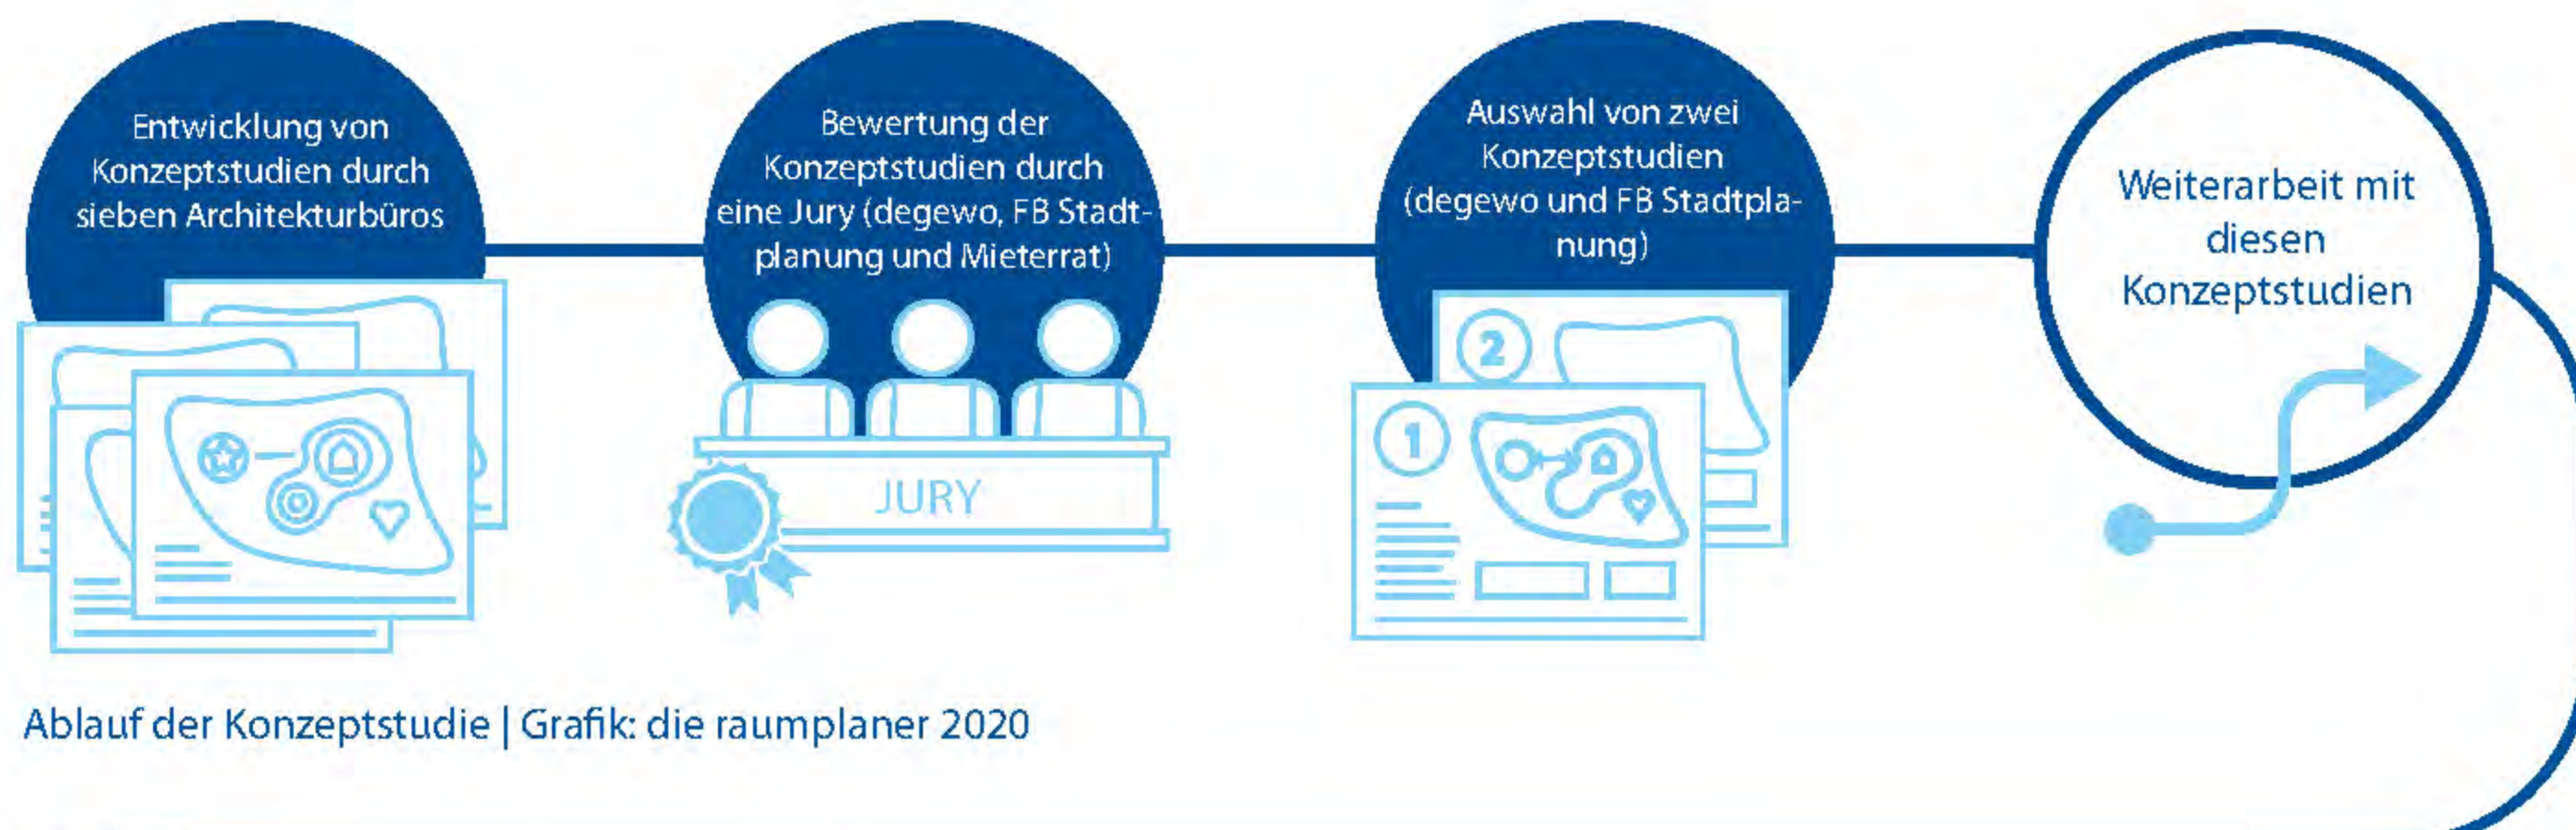 Entwicklung von
Konzeptstudien durch
sieben Architekturbüros
Bewertung der
Konzeptstudien durch
eine Jury (degewo, FB Stadt-
planung und Mieterrat)
JURY
Auswahl von zwei
Konzeptstudien
(degewo und FB Stadtpla-
nung)
2
1
Weiterarbeit mit
diesen
Konzeptstudien
Ablauf der Konzeptstudie | Grafik: die raumplaner 2020